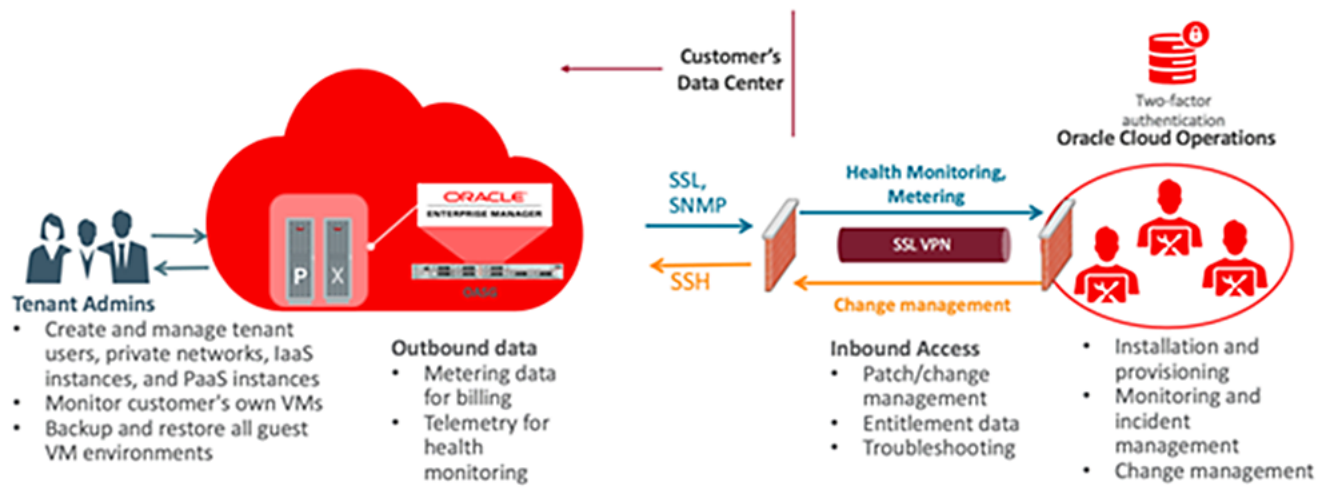 Customer's
Data Center
Two-factor
authentication
Oracle Cloud Operations
ORACLE
ENTERPRISE MANAGER
P
X
OASG
SSL,
SNMP
SSH
Health Monitoring,
Metering
SSL VPN
Change management
Tenant Admins
• Create and manage tenant
users, private networks, IaaS
instances, and PaaS instances
• Monitor customer's own VMs
• Backup and restore all guest
VM environments
Outbound data
• Metering data
for billing
• Telemetry for
health
monitoring
Inbound Access
• Patch/change
management
• Entitlement data
• Troubleshooting
• Installation and
provisioning
• Monitoring and
incident
management
• Change management